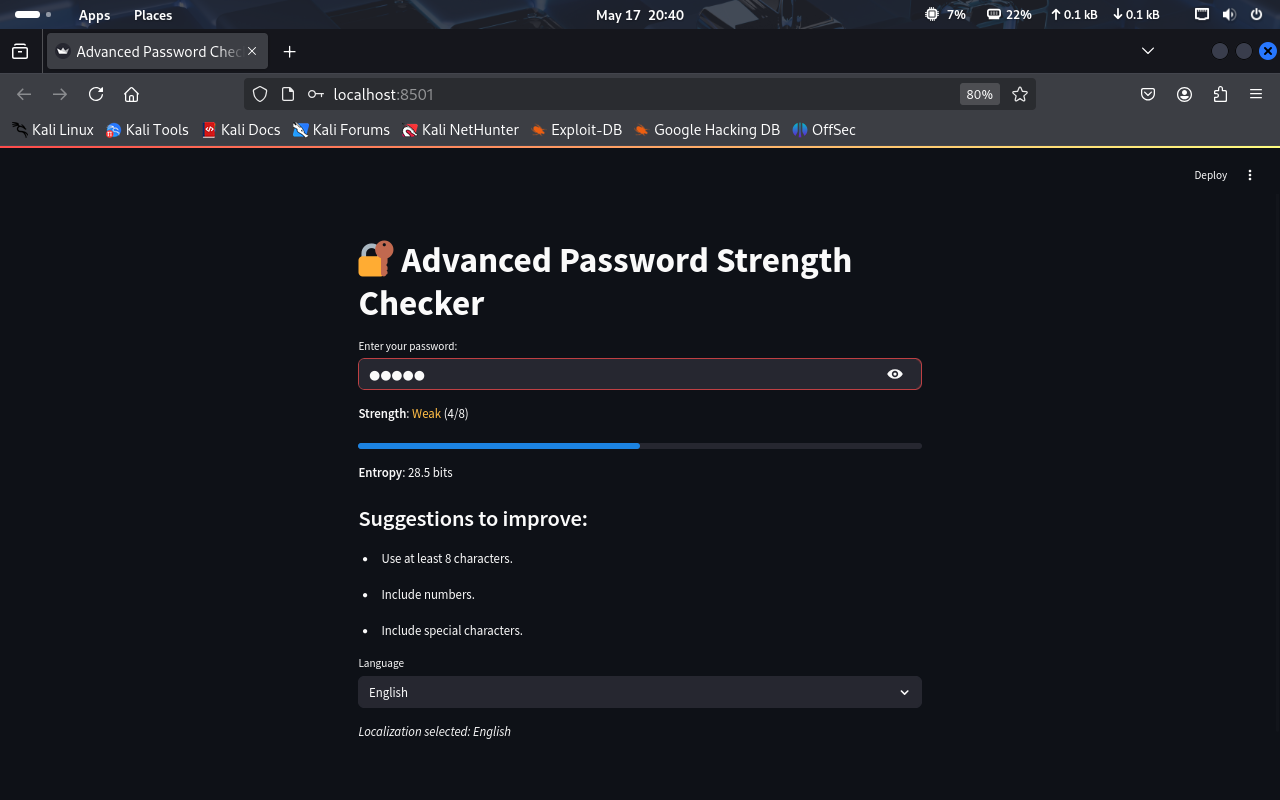 Apps Places May 17 20:40 7% 22% 0.1 kB 0.1 kB
Advanced Password Chec
localhost:8501 80%
Kali Linux Kali Tools Kali Docs Kali Forums Kali NetHunter Exploit-DB Google Hacking DB OffSec
Deploy
Advanced Password Strength
Checker
Enter your password:
●●●●●
Strength: Weak (4/8)
Entropy: 28.5 bits
Suggestions to improve:
• Use at least 8 characters.
• Include numbers.
• Include special characters.
Language
English
Localization selected: English